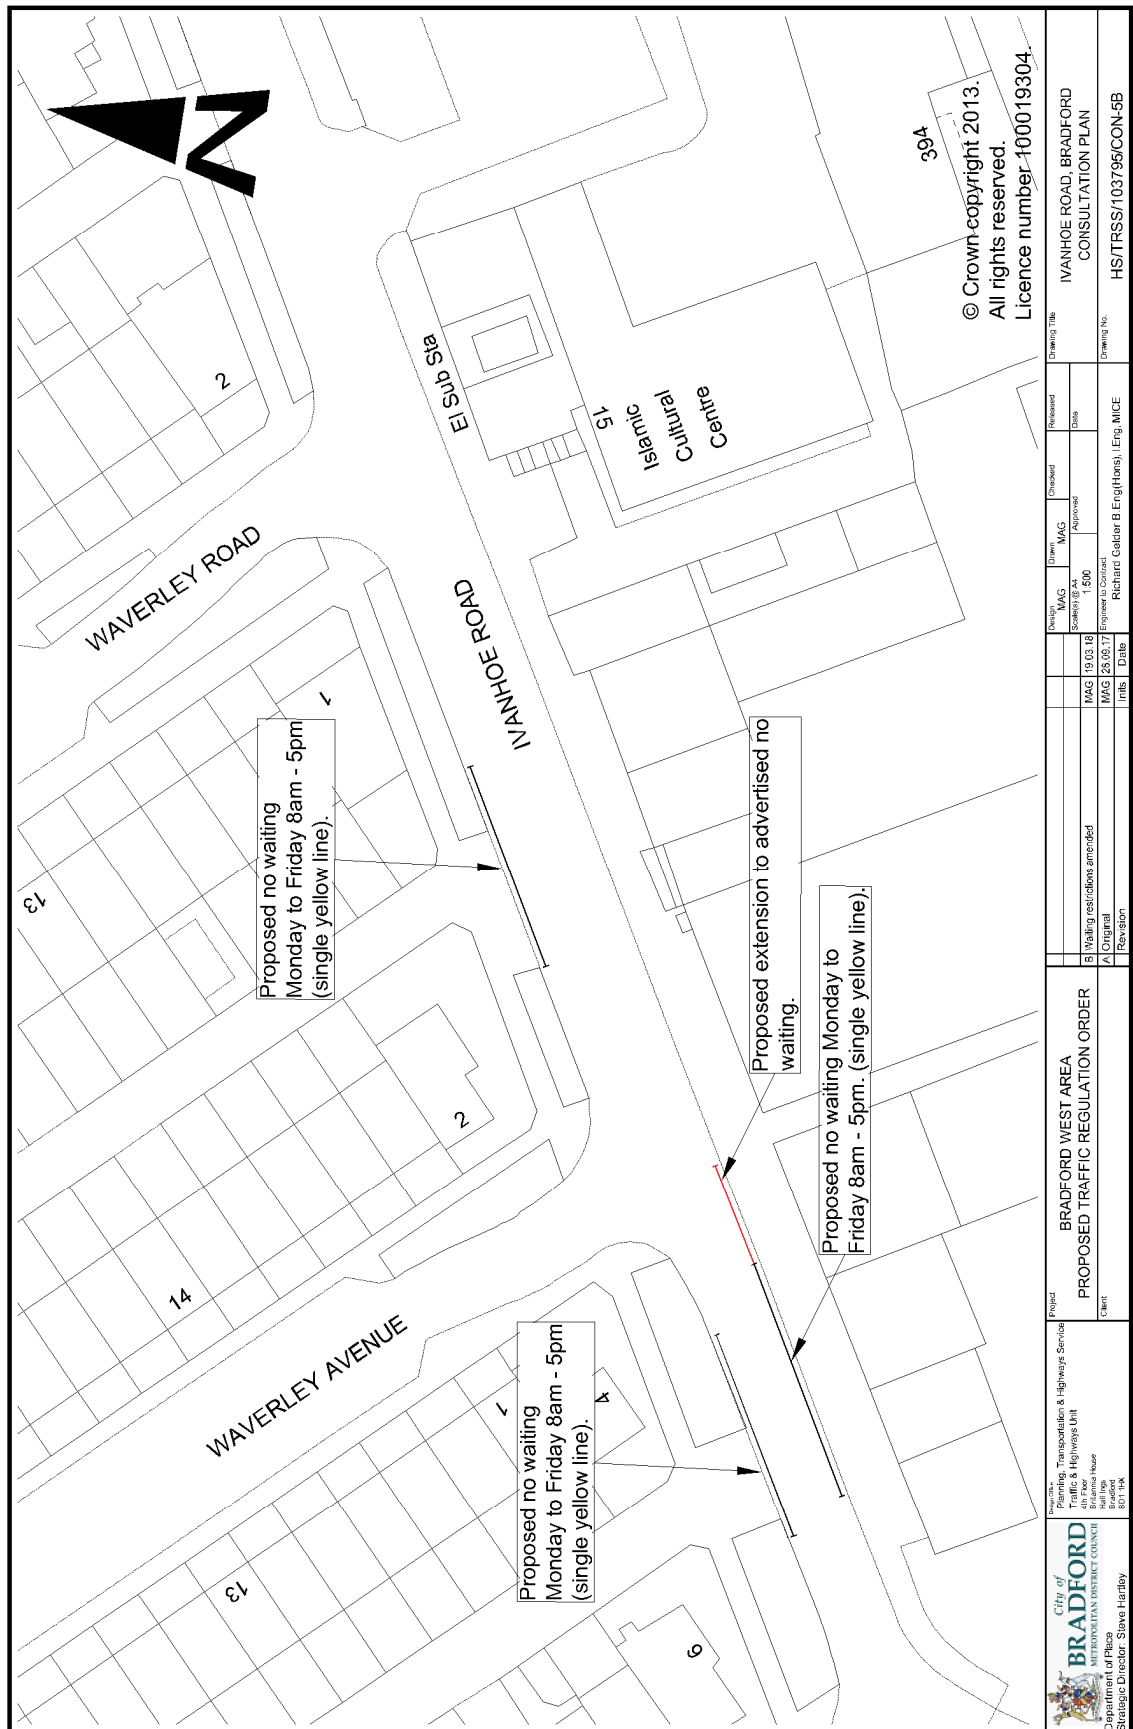 WAVERLEY ROAD
WAVERLEY AVENUE
IVANHOE ROAD
El Sub Sta
51
Islamic
Cultural
Centre
394
2
1
13
2
14
1
4
13
9
Proposed no waiting
Monday to Friday 8am - 5pm
(single yellow line).
Proposed no waiting
Monday to Friday 8am - 5pm
(single yellow line).
Proposed extension to advertised no
waiting.
Proposed no waiting Monday to
Friday 8am - 5pm. (single yellow line).
© Crown copyright 2013.
All rights reserved.
Licence number 100019304.
N
City of
BRADFORD
METROPOLITAN DISTRICT COUNCIL
Department of Place
Strategic Director: Steve Hartley
Design Office
Planning, Transportation & Highways Service
Traffic & Highways Unit
4th Floor
Britannia House
Hall Ings
Bradford
BD1 1HX
Project
BRADFORD WEST AREA
PROPOSED TRAFFIC REGULATION ORDER
Client
B Waiting restrictions amended MAG 19.03.18
A Original MAG 28.09.17
Revision Initls Date
Design MAG
Drawn MAG
Checked
Released
Scale(s) @ A4
1:500
Approved
Date
Engineer to Contract
Richard Gelder B.Eng(Hons), I.Eng, MICE
Drawing Title
IVANHOE ROAD, BRADFORD
CONSULTATION PLAN
Drawing No.
HS/TRSS/103795/CON-5B